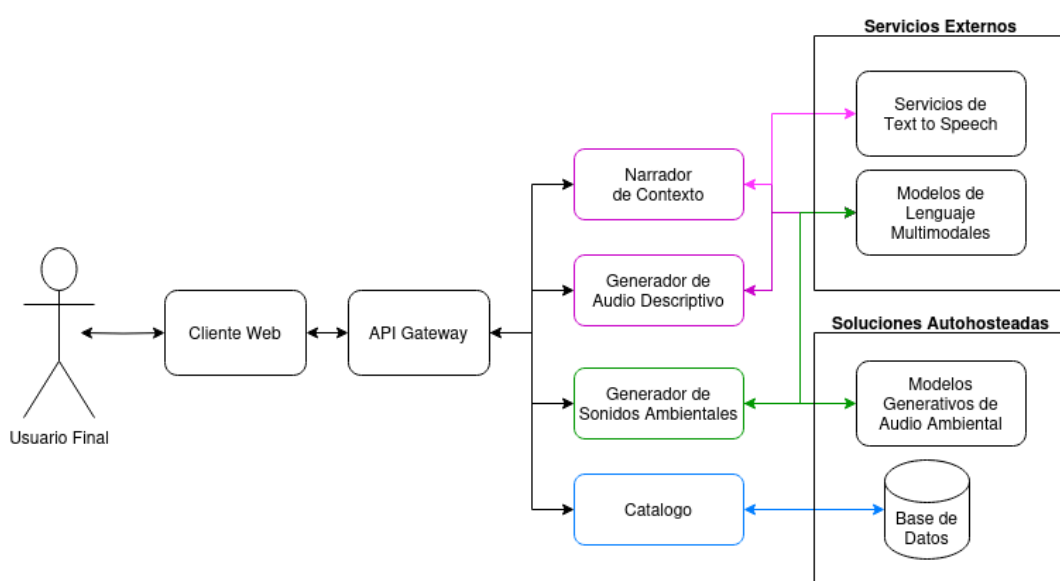 Servicios Externos
Servicios de
Text to Speech
Narrador
de Contexto
Modelos de
Lenguaje
Multimodales
Generador de
Audio Descriptivo
Cliente Web
API Gateway
Soluciones Autohosteadas
Generador de
Sonidos Ambientales
Modelos
Generativos de
Audio Ambiental
Usuario Final
Catalogo
Base de
Datos